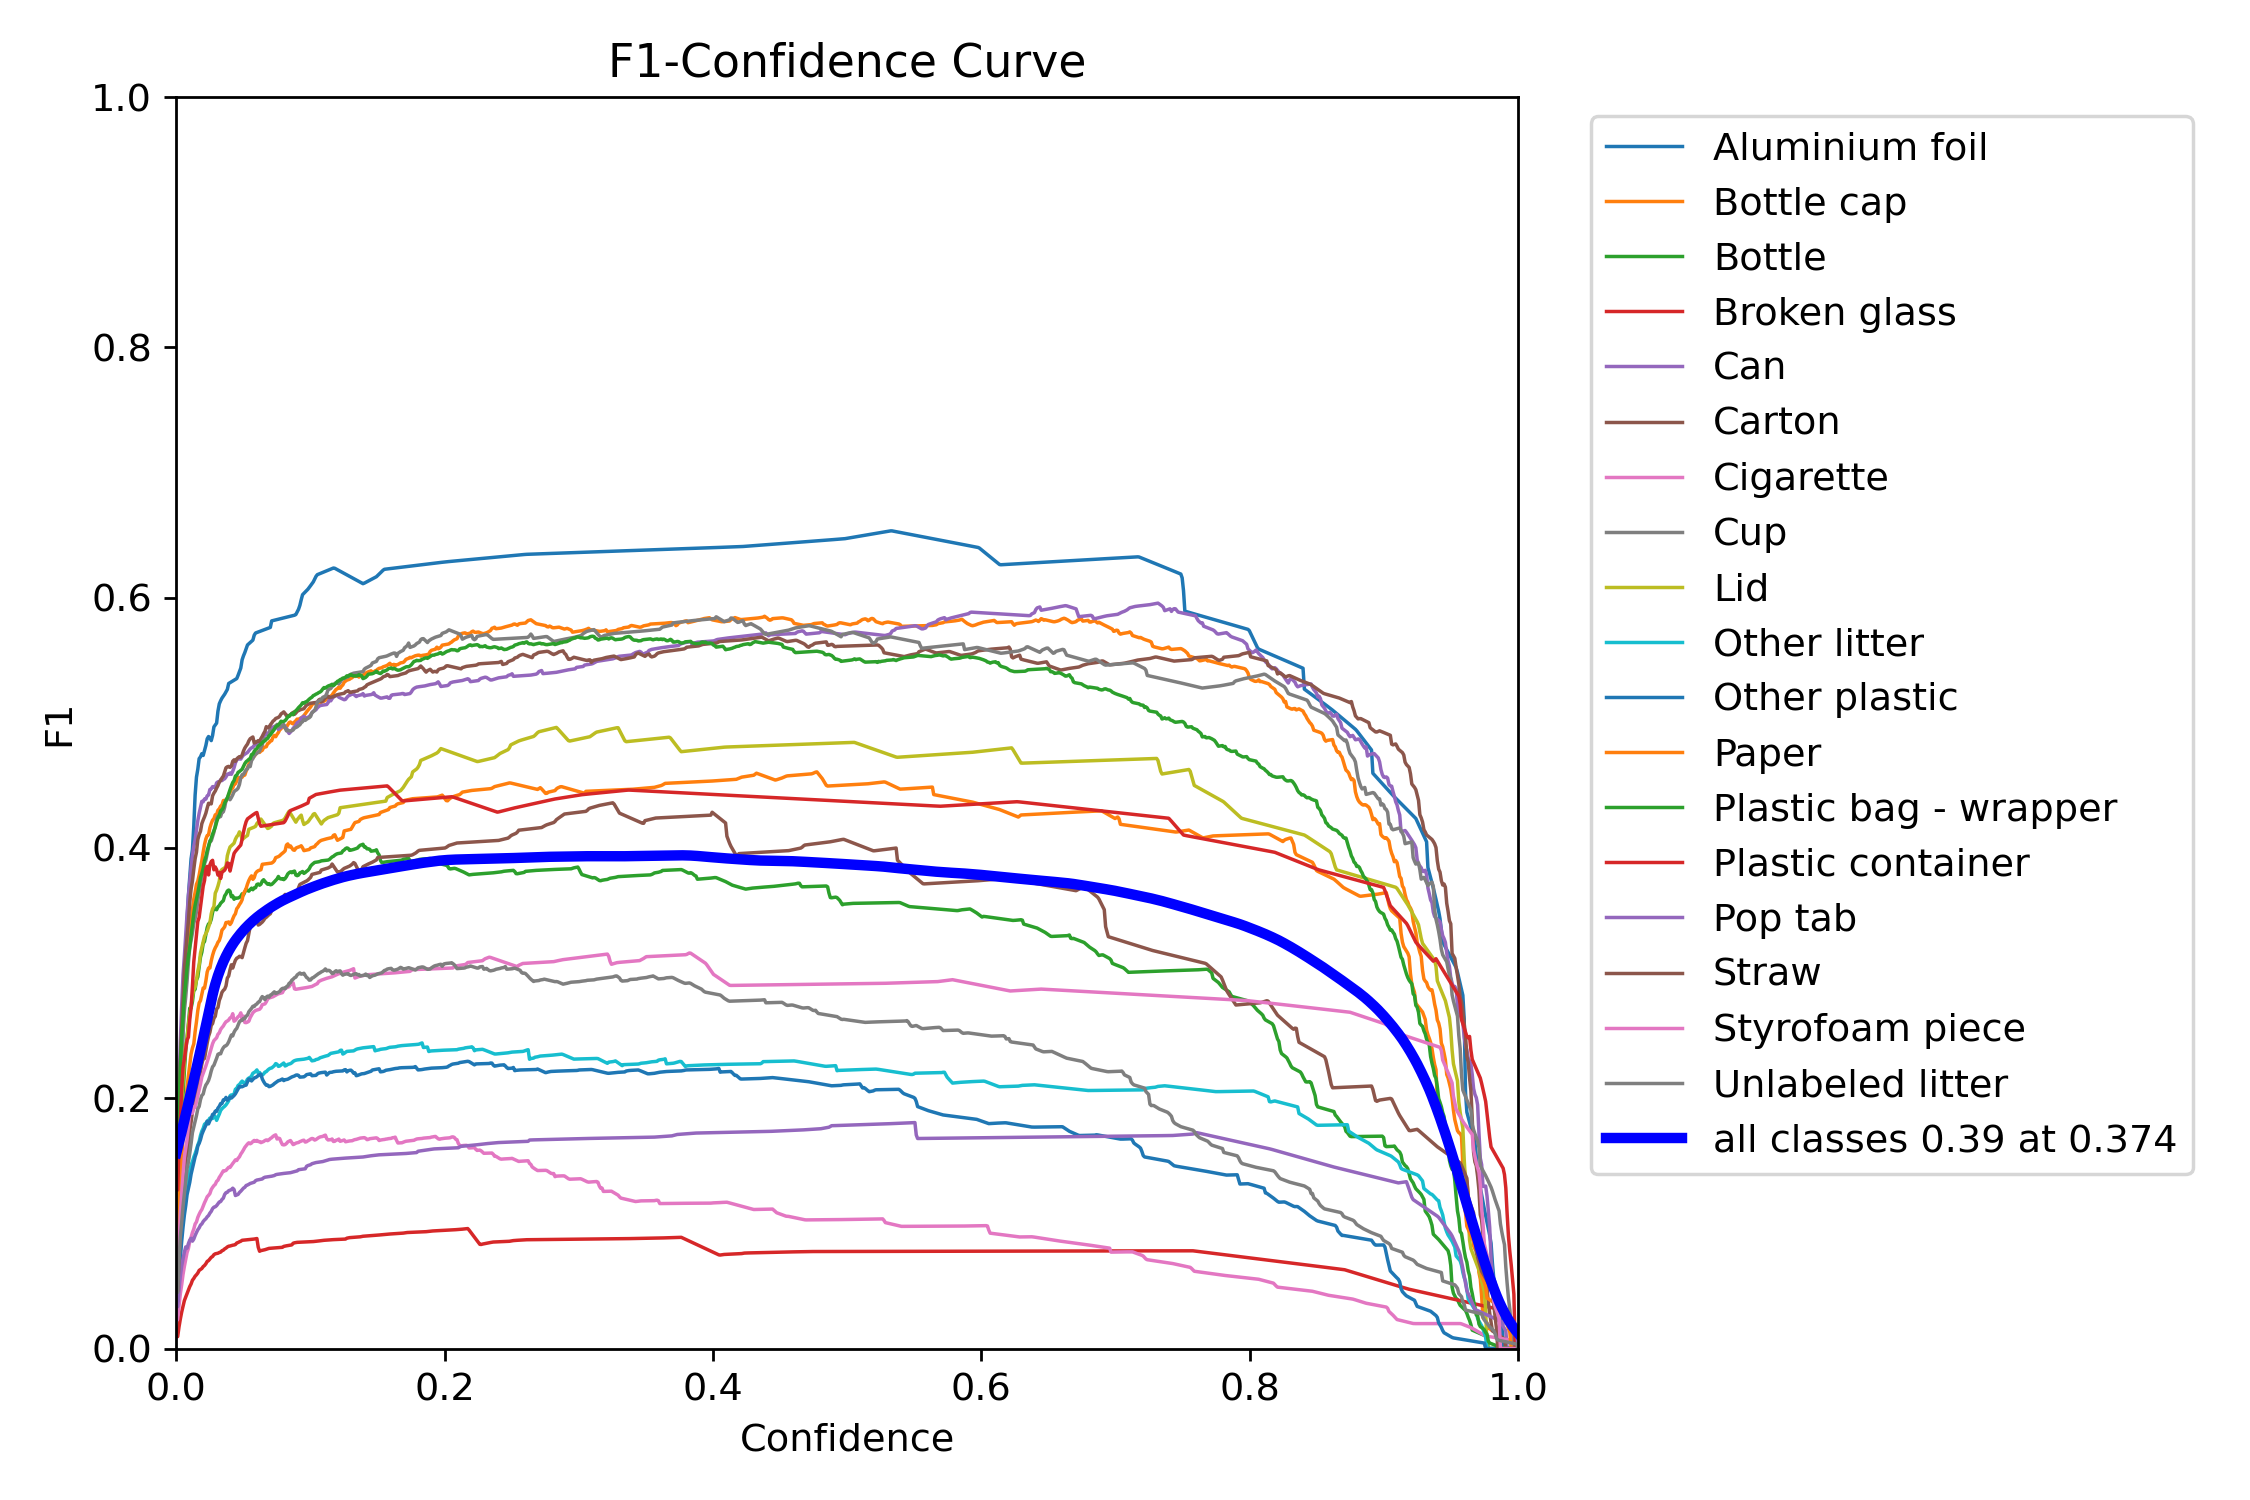 F1-Confidence Curve
1.0
0.8
0.6
0.4
0.2
0.0
F1
0.0 0.2 0.4 0.6 0.8 1.0
Confidence
Aluminium foil
Bottle cap
Bottle
Broken glass
Can
Carton
Cigarette
Cup
Lid
Other litter
Other plastic
Paper
Plastic bag - wrapper
Plastic container
Pop tab
Straw
Styrofoam piece
Unlabeled litter
all classes 0.39 at 0.374